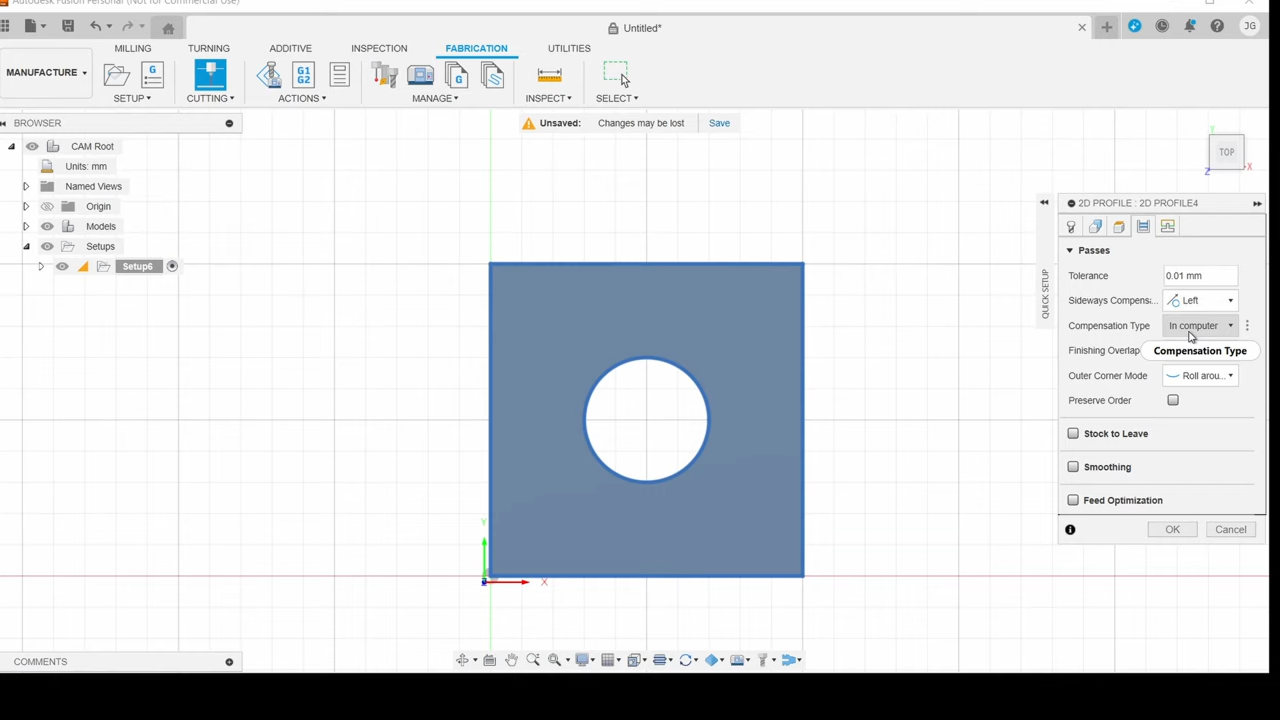 Autodesk Fusion Personal (Not for Commercial Use)
Untitled*
JG
MANUFACTURE
MILLING
TURNING
ADDITIVE
INSPECTION
FABRICATION
UTILITIES
G
G1
G2
G
SETUP
CUTTING
ACTIONS
MANAGE
INSPECT
SELECT
BROWSER
Unsaved:
Changes may be lost
Save
CAM Root
Units: mm
Named Views
Origin
Models
Setups
Setup6
Y
TOP
X
Z
2D PROFILE : 2D PROFILE4
QUICK SETUP
Passes
Tolerance
0.01 mm
Sideways Compens...
Left
Compensation Type
In computer
Finishing Overlap
Compensation Type
Outer Corner Mode
Roll arou...
Preserve Order
Stock to Leave
Smoothing
Feed Optimization
OK
Cancel
Y
Z
X
COMMENTS